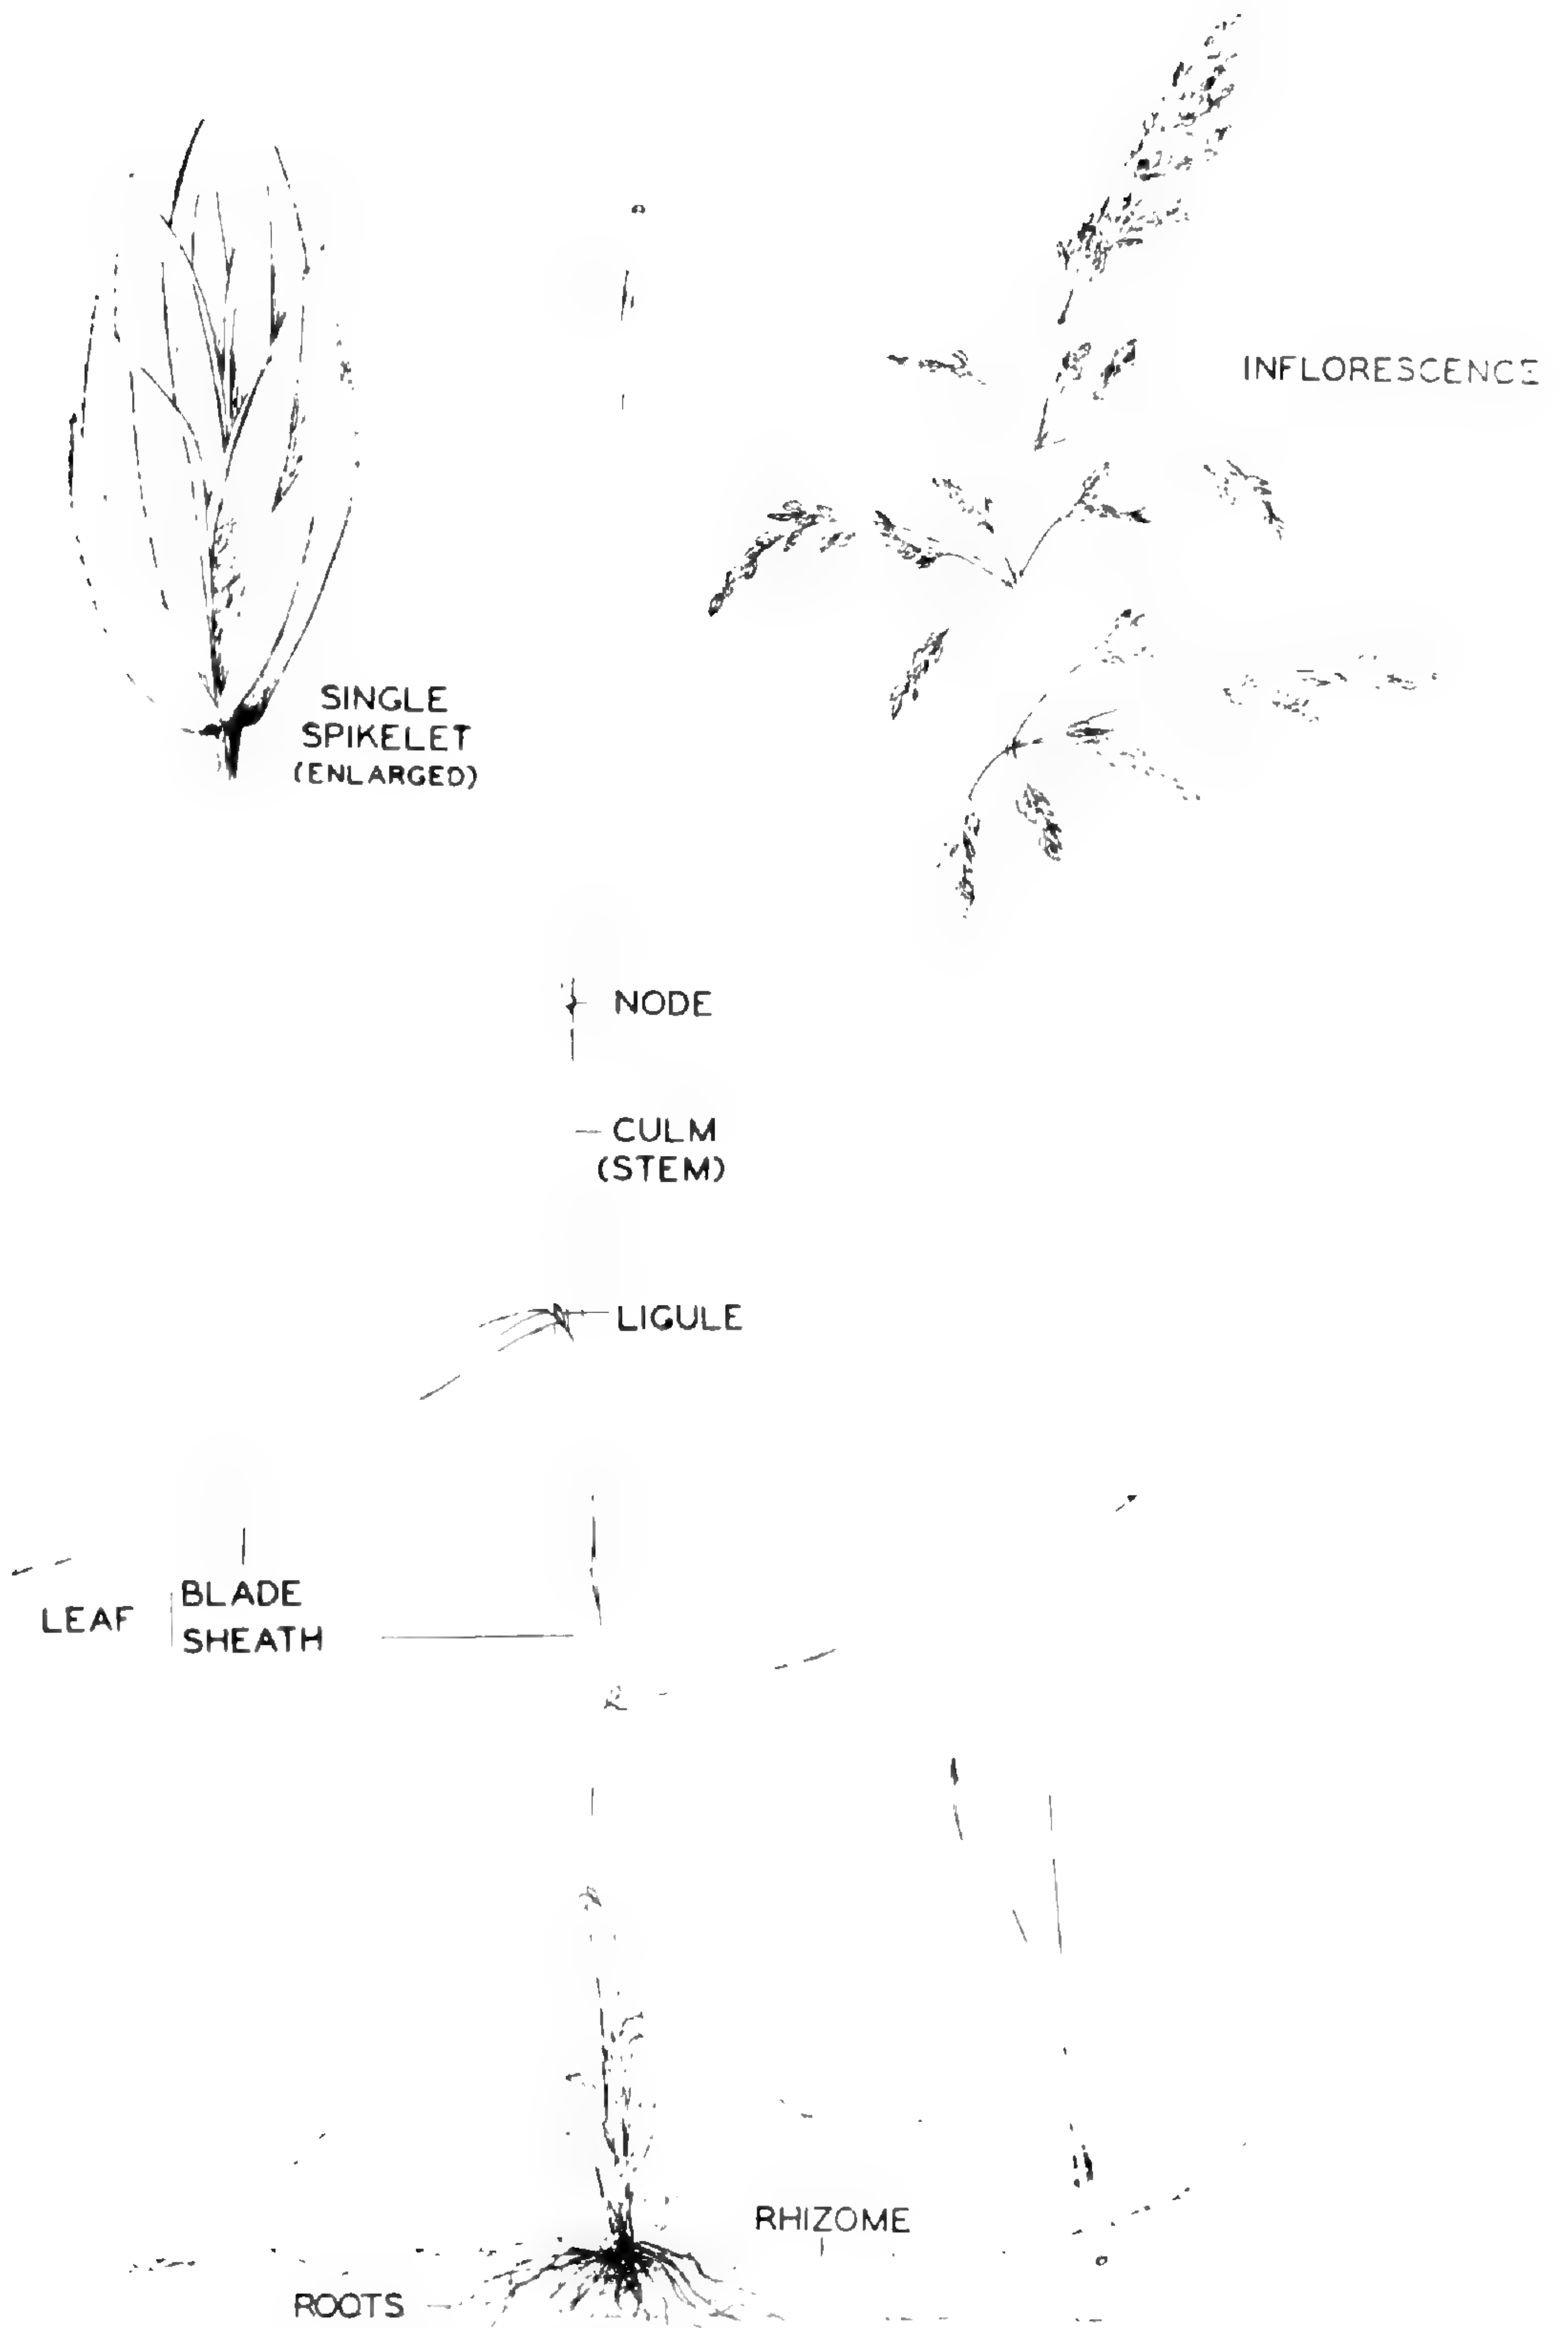 INFLORESCENCE
SINGLE
SPIKELET
(ENLARGED)
NODE
CULM
(STEM)
LIGULE
BLADE
LEAF
SHEATH
RHIZOME
ROOTS